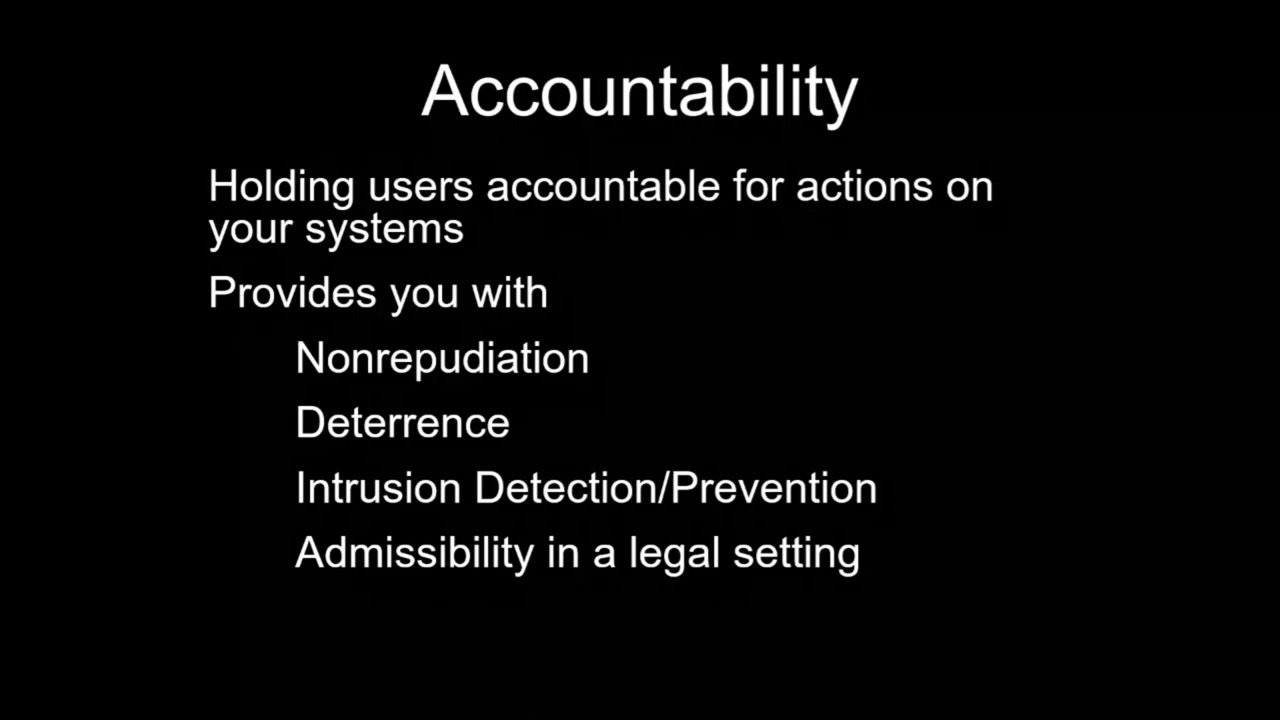 Accountability
Holding users accountable for actions on
your systems
Provides you with
Nonrepudiation
Deterrence
Intrusion Detection/Prevention
Admissibility in a legal setting